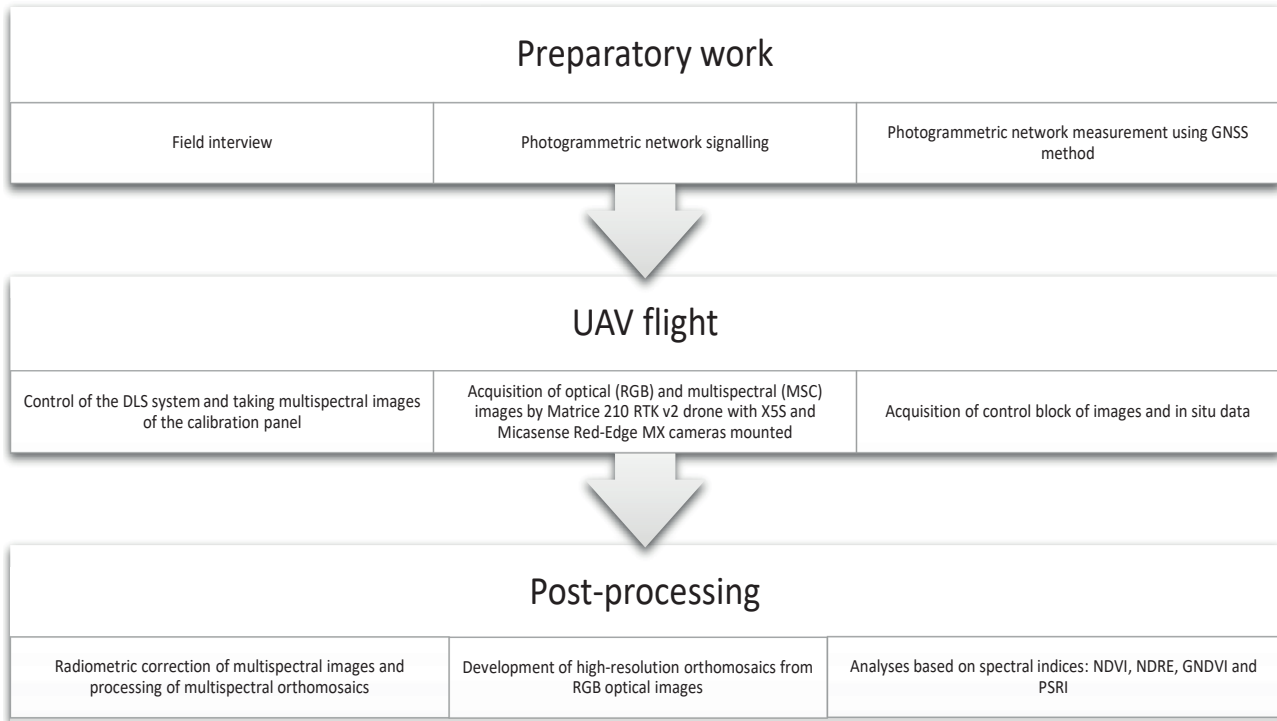 Preparatory work
Field interview
Photogrammetric network signalling
Photogrammetric network measurement using GNSS
method
UAV flight
Control of the DLS system and taking multispectral images
of the calibration panel
Acquisition of optical (RGB) and multispectral (MSC)
images by Matrice 210 RTK v2 drone with X5S and
Micasense Red-Edge MX cameras mounted
Acquisition of control block of images and in situ data
Post-processing
Radiometric correction of multispectral images and
processing of multispectral orthomosaics
Development of high-resolution orthomosaics from
RGB optical images
Analyses based on spectral indices: NDVI, NDRE, GNDVI and
PSRI